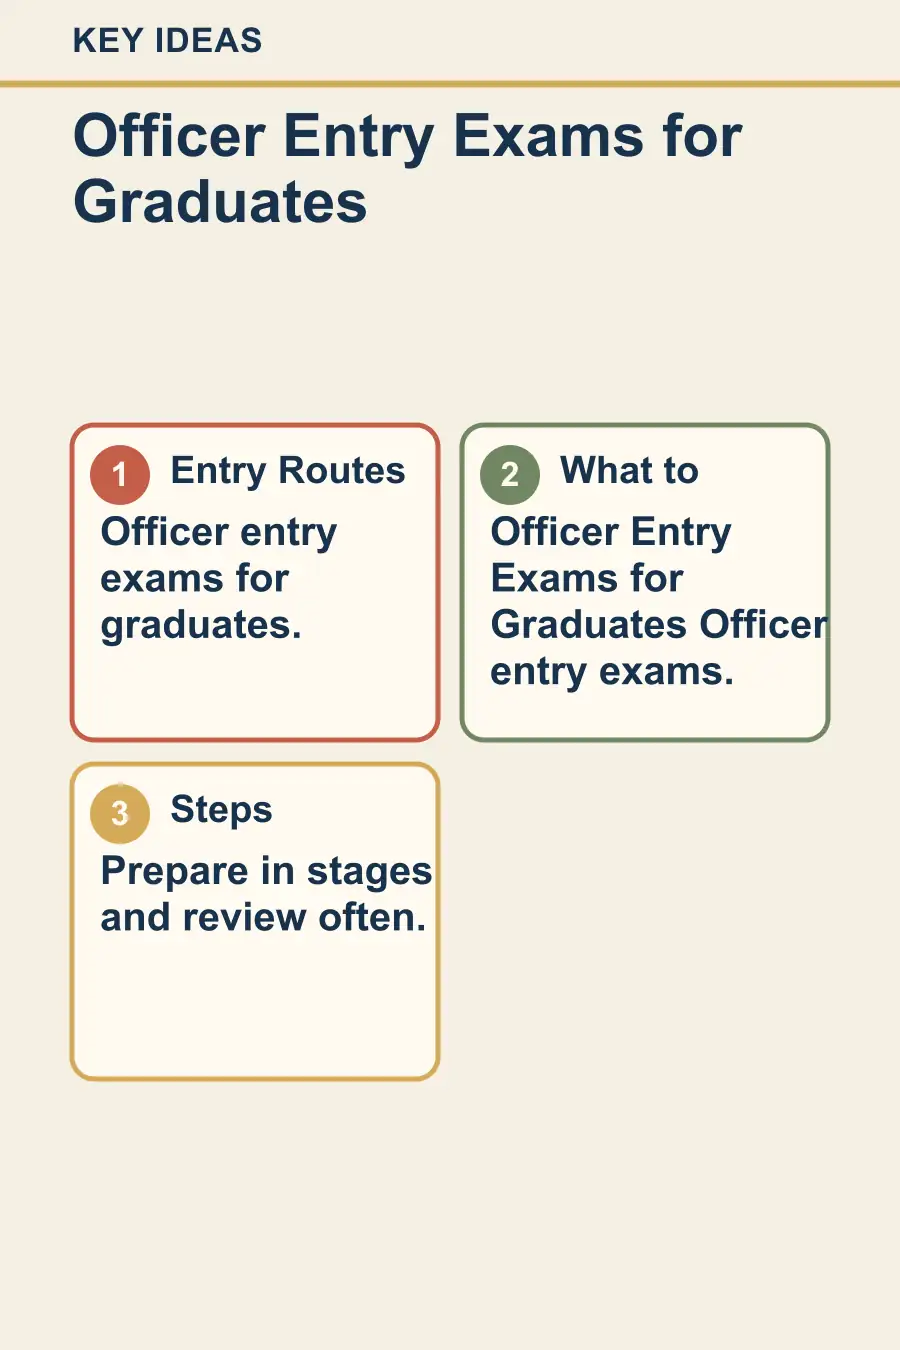 KEY IDEAS
Officer Entry Exams for
Graduates
1 Entry Routes
Officer entry
exams for
graduates.
2 What to
Officer Entry
Exams for
Graduates Officer
entry exams.
3 Steps
Prepare in stages
and review often.